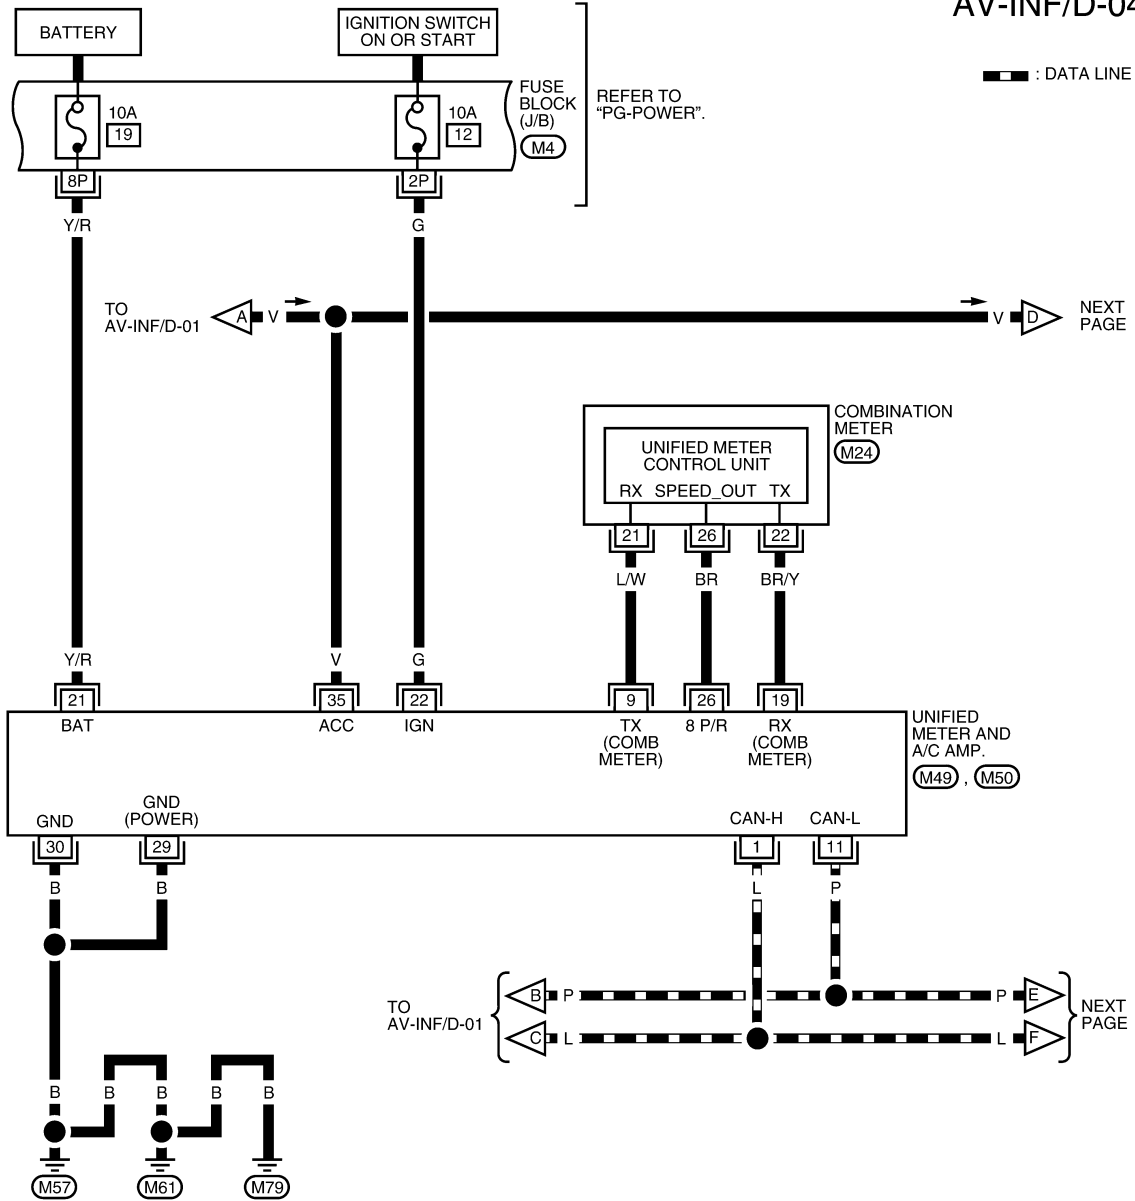 AV-INF/D-04
BATTERY
IGNITION SWITCH
ON OR START
: DATA LINE
FUSE
BLOCK
(J/B)
M4
REFER TO
“PG-POWER”.
10A
19
10A
12
8P
2P
Y/R
G
TO
AV-INF/D-01
A
V
V
D
NEXT
PAGE
COMBINATION
METER
M24
UNIFIED METER
CONTROL UNIT
RX SPEED_OUT TX
21
26
22
L/W
BR
BR/Y
Y/R
V
G
21
35
22
9
26
19
BAT
ACC
IGN
TX
(COMB
METER)
8 P/R
RX
(COMB
METER)
UNIFIED
METER AND
A/C AMP.
M49 , M50
GND
GND
(POWER)
CAN-H
CAN-L
30
29
1
11
B
B
L
P
TO
AV-INF/D-01
B
P
P
E
C
L
L
F
NEXT
PAGE
B
B
B
B
B
M57
M61
M79